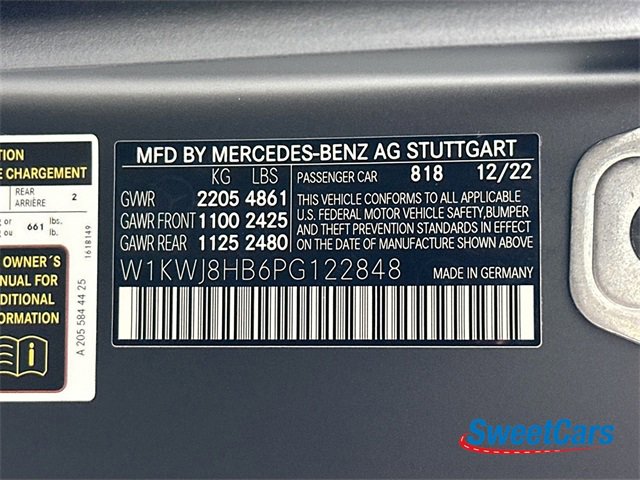 TION
E CHARGEMENT
REAR
ARRIÈRE 2
g or 661 lbs.
g ou lb.
OWNER´S
ANUAL FOR
DITIONAL
FORMATION
i
A 205 584 44 25
1618149
MFD BY MERCEDES-BENZ AG STUTTGART
KG LBS PASSENGER CAR 818 12/22
GVWR 2205 4861
GAWR FRONT 1100 2425
GAWR REAR 1125 2480
THIS VEHICLE CONFORMS TO ALL APPLICABLE
U.S. FEDERAL MOTOR VEHICLE SAFETY,BUMPER
AND THEFT PREVENTION STANDARDS IN EFFECT
ON THE DATE OF MANUFACTURE SHOWN ABOVE.
W1KWJ8HB6PG122848 MADE IN GERMANY
SweetCars